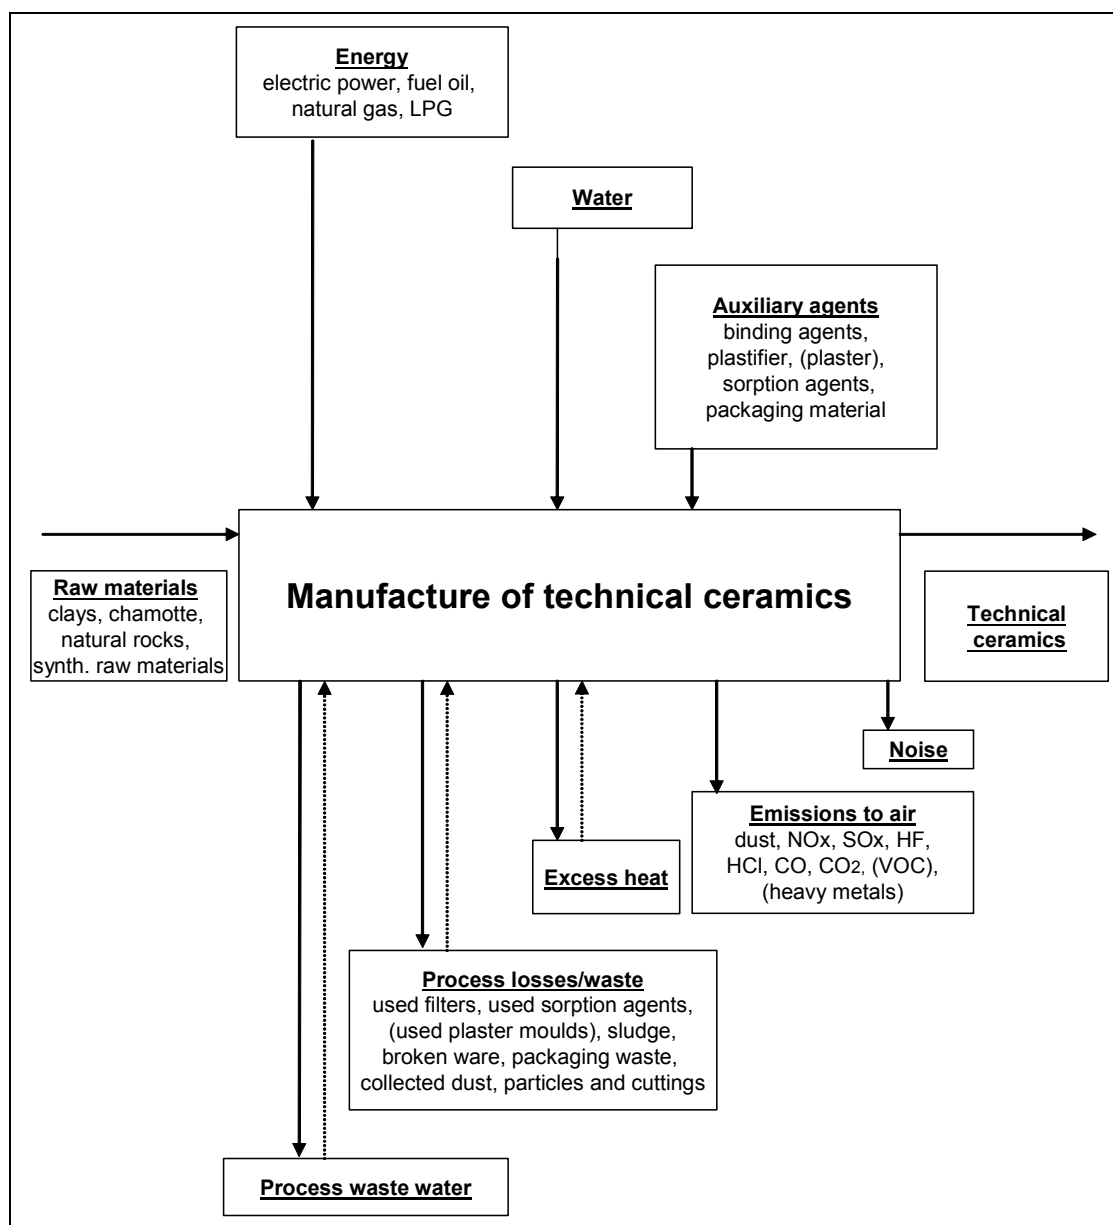 Energy
electric power, fuel oil,
natural gas, LPG
Water
Auxiliary agents
binding agents,
plastifier, (plaster),
sorption agents,
packaging material
Raw materials
clays, chamotte,
natural rocks,
synth. raw materials
Manufacture of technical ceramics
Technical
ceramics
Noise
Emissions to air
dust, NOx, SOx, HF,
HCl, CO, CO2, (VOC),
(heavy metals)
Excess heat
Process losses/waste
used filters, used sorption agents,
(used plaster moulds), sludge,
broken ware, packaging waste,
collected dust, particles and cuttings
Process waste water